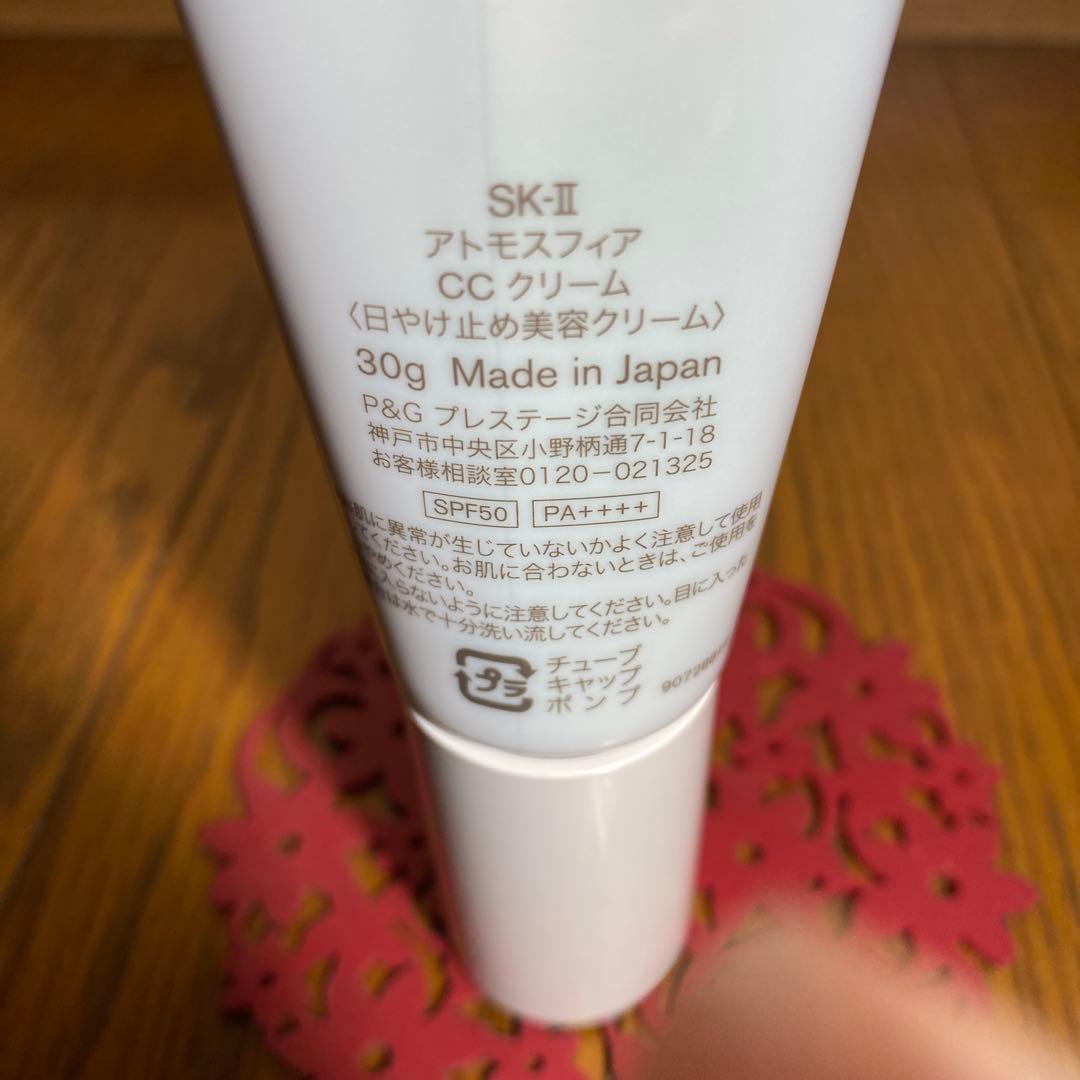 SK-Ⅱ
アトモスフィア
CC クリーム
〈日やけ止め美容クリーム〉
30g Made in Japan
P&G プレステージ合同会社
神戸市中央区小野柄通7-1-18
お客様相談室0120-021325
SPF50 PA++++
肌に異常が生じていないかよく注意して使用
てください。お肌に合わないときは、ご使用を
めください。
入らないように注意してください。目に入った
は水で十分洗い流してください。
プラ
チューブ
キャップ
ポンプ